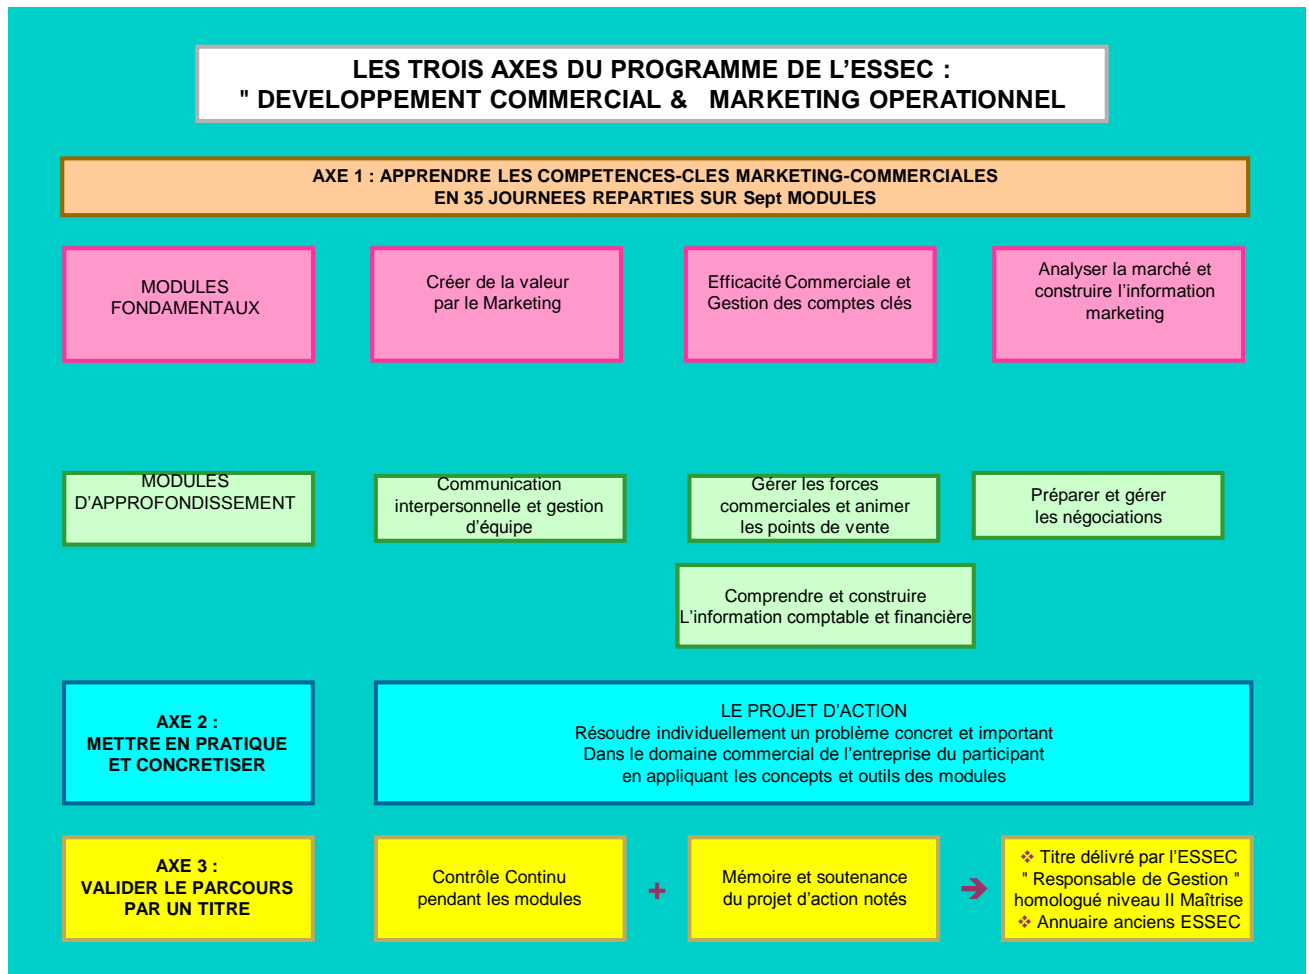 LES TROIS AXES DU PROGRAMME DE L’ESSEC :
" DEVELOPPEMENT COMMERCIAL & MARKETING OPERATIONNEL
AXE 1 : APPRENDRE LES COMPETENCES-CLES MARKETING-COMMERCIALES
EN 35 JOURNEES REPARTIES SUR Sept MODULES
MODULES
FONDAMENTAUX
Créer de la valeur
par le Marketing
Efficacité Commerciale et
Gestion des comptes clés
Analyser la marché et
construire l’information
marketing
MODULES
D’APPROFONDISSEMENT
Communication
interpersonnelle et gestion
d’équipe
Gérer les forces
commerciales et animer
les points de vente
Préparer et gérer
les négociations
Comprendre et construire
L’information comptable et financière
AXE 2 :
METTRE EN PRATIQUE
ET CONCRETISER
LE PROJET D’ACTION
Résoudre individuellement un problème concret et important
Dans le domaine commercial de l’entreprise du participant
en appliquant les concepts et outils des modules
AXE 3 :
VALIDER LE PARCOURS
PAR UN TITRE
Contrôle Continu
pendant les modules
+
Mémoire et soutenance
du projet d’action notés
➔
❖ Titre délivré par l’ESSEC
" Responsable de Gestion "
homologué niveau II Maîtrise
❖ Annuaire anciens ESSEC